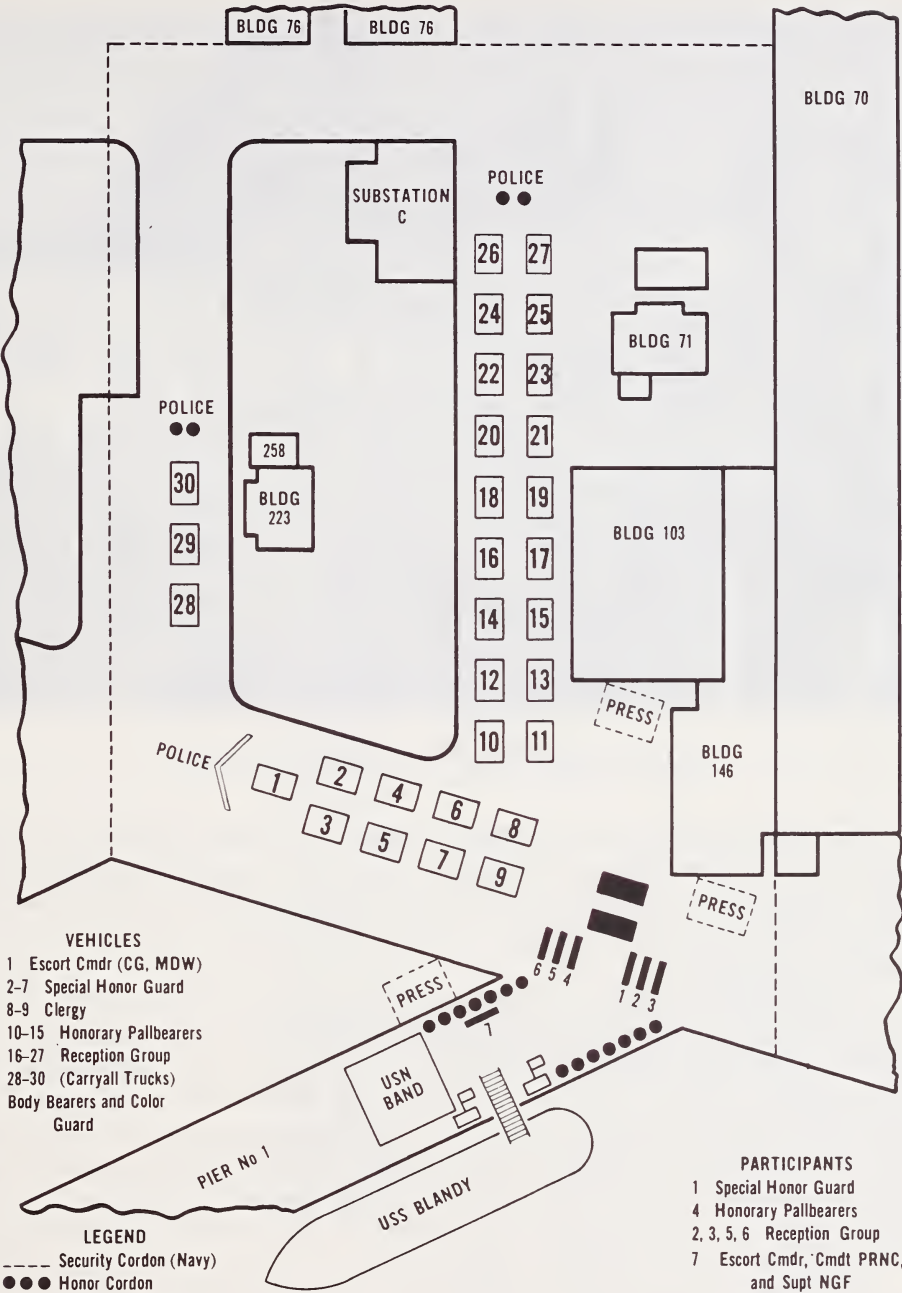 BLDG 76
BLDG 76
BLDG 70
SUBSTATION
C
POLICE
26 27
24 25
BLDG 71
22 23
POLICE
20 21
258
30
BLDG
223
18 19
BLDG 103
29
16 17
28
14 15
12 13
PRESS
10 11
BLDG
146
POLICE
1 2 4 6 8
3 5 7 9
PRESS
6 5 4
1 2 3
PRESS
7
USN
BAND
PIER No 1
USS BLANDY
VEHICLES
1 Escort Cmdr (CG, MDW)
2-7 Special Honor Guard
8-9 Clergy
10-15 Honorary Pallbearers
16-27 Reception Group
28-30 (Carryall Trucks)
Body Bearers and Color
Guard
LEGEND
Security Cordon (Navy)
Honor Cordon
PARTICIPANTS
1 Special Honor Guard
4 Honorary Pallbearers
2, 3, 5, 6 Reception Group
7 Escort Cmdr, Cmdt PRNC,
and Supt NGF